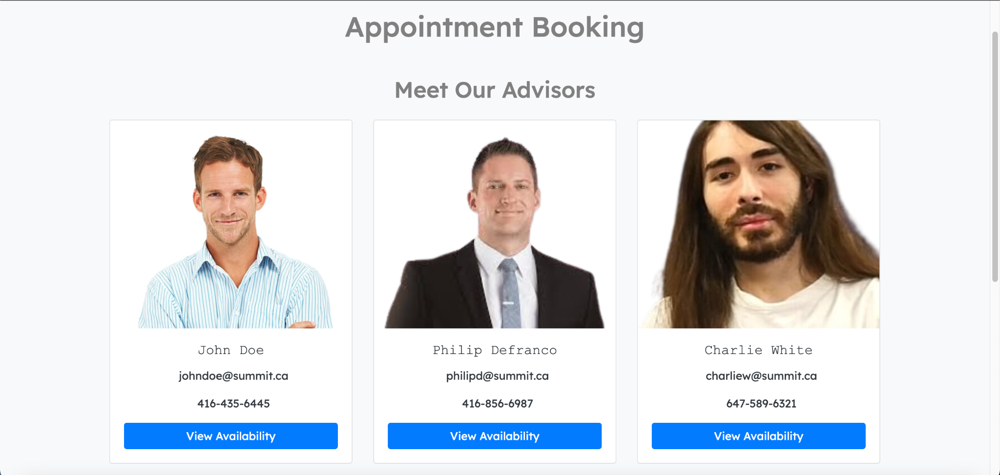 Appointment Booking
Meet Our Advisors
John Doe
johndoe@summit.ca
416-435-6445
View Availability
Philip Defranco
philipd@summit.ca
416-856-6987
View Availability
Charlie White
charliew@summit.ca
647-589-6321
View Availability